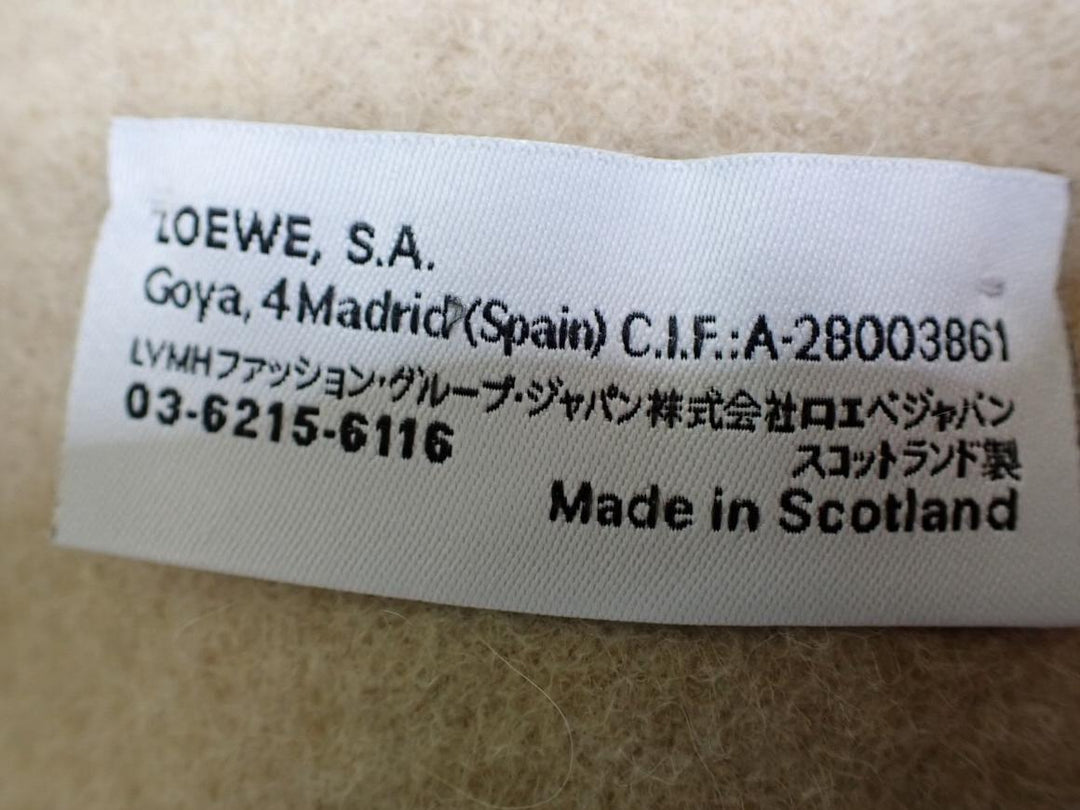 LOEWE, S.A.
Goya, 4 Madrid (Spain) C.I.F.:A-28003861
LVMHファッション・グループ・ジャパン株式会社ロエベジャパン
03-6215-6116
スコットランド製
Made in Scotland